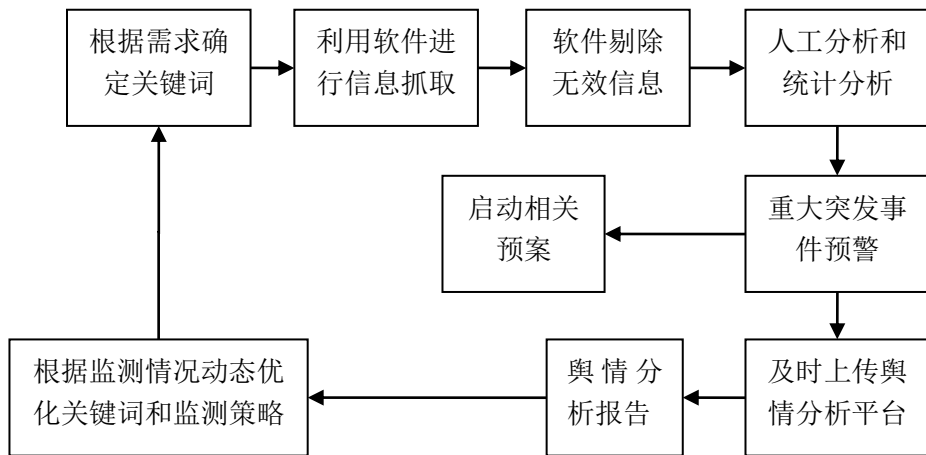 根据需求确
定关键词
利用软件进
行信息抓取
软件剔除
无效信息
人工分析和
统计分析
启动相关
预案
重大突发事
件预警
根据监测情况动态优
化关键词和监测策略
舆情分
析报告
及时上传舆
情分析平台